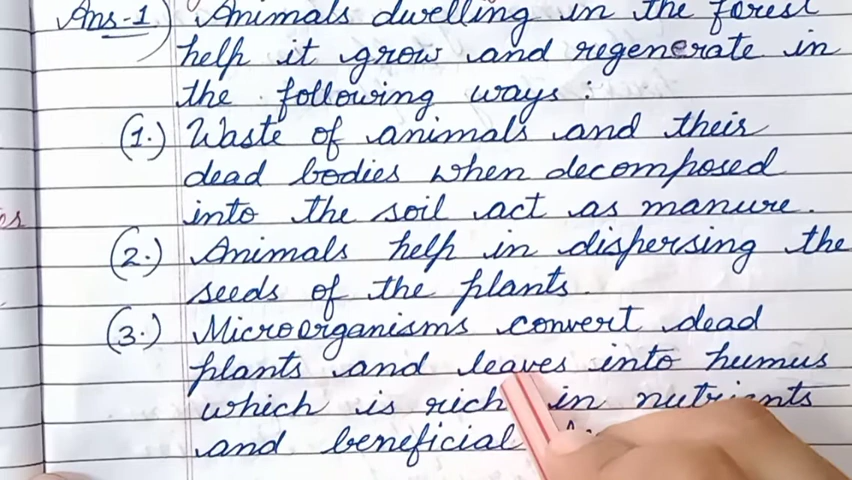 Ans-1) Animals dwelling in the forest
help it grow and regenerate in
the following ways :
(1.) Waste of animals and their
dead bodies when decomposed
into the soil act as manure.
(2.) Animals help in dispersing the
seeds of the plants.
(3.) Microorganisms convert dead
plants and leaves into humus
which is rich in nutrients
and beneficial